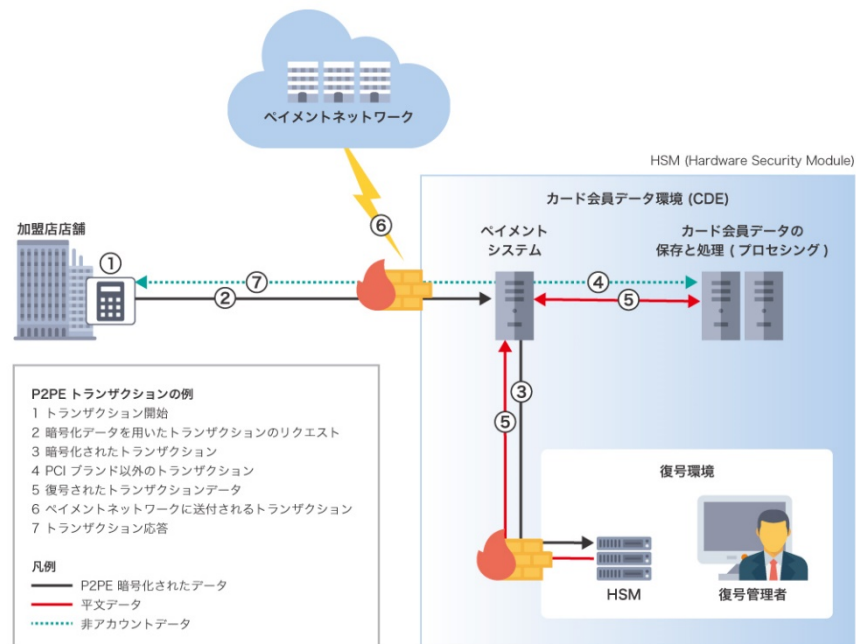 ペイメントネットワーク
HSM (Hardware Security Module)
カード会員データ環境 (CDE)
加盟店店舗
ペイメント
システム
カード会員データの
保存と処理 ( プロセシング )
①
⑥
⑦
④
②
⑤
③
⑤
P2PE トランザクションの例
1 トランザクション開始
2 暗号化データを用いたトランザクションのリクエスト
3 暗号化されたトランザクション
4 PCI ブランド以外のトランザクション
5 復号されたトランザクションデータ
6 ペイメントネットワークに送付されるトランザクション
7 トランザクション応答
凡例
P2PE 暗号化されたデータ
平文データ
非アカウントデータ
復号環境
HSM
復号管理者